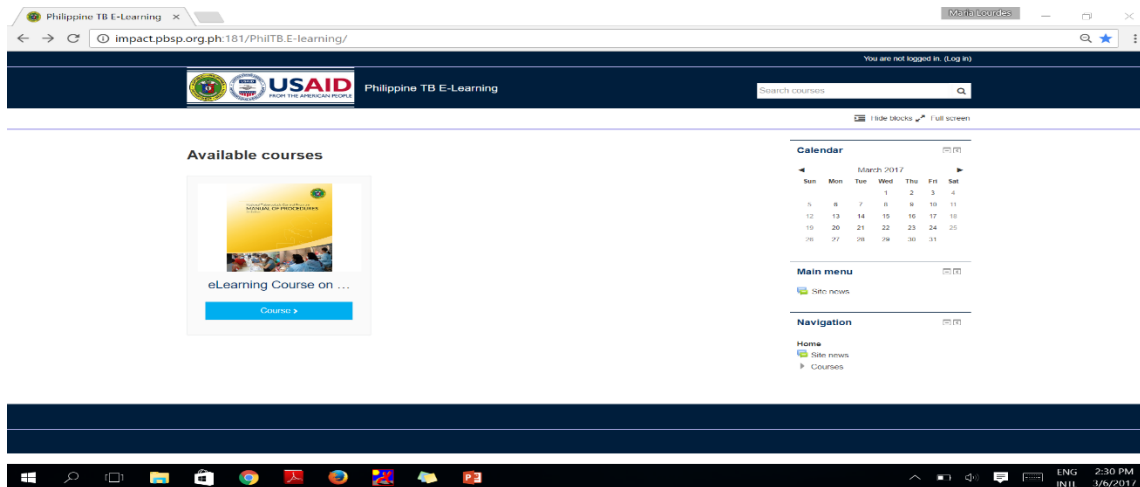 Philippine TB E-Learning
Maria Lourdes
impact.pbsp.org.ph:181/PhilTB.E-learning/
You are not logged in. (Log in)
USAID
FROM THE AMERICAN PEOPLE
Philippine TB E-Learning
Search courses
Hide blocks Full screen
Available courses
MANUAL OF PROCEDURES
eLearning Course on ...
Course >
Calendar
◄ March 2017 ►
Sun Mon Tue Wed Thu Fri Sat
1 2 3 4
5 6 7 8 9 10 11
12 13 14 15 16 17 18
19 20 21 22 23 24 25
26 27 28 29 30 31
Main menu
Site news
Navigation
Home
Site news
Courses
ENG 2:30 PM
INTL 3/6/2017